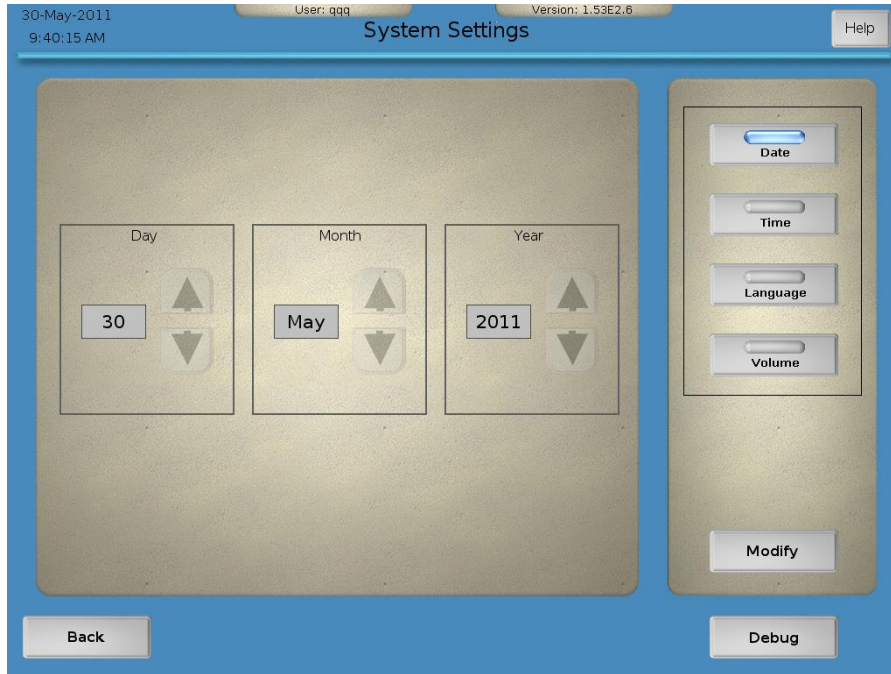 30-May-2011
User: qqq
Version: 1.53E2.6
9:40:15 AM
System Settings
Help
Day
Month
Year
30
May
2011
Date
Time
Language
Volume
Modify
Back
Debug